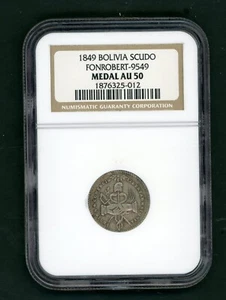 1849 BOLIVIA SCUDO
FONROBERT-9549
MEDAL AU 50
1876325-012
NUMISMATIC GUARANTY CORPORATION